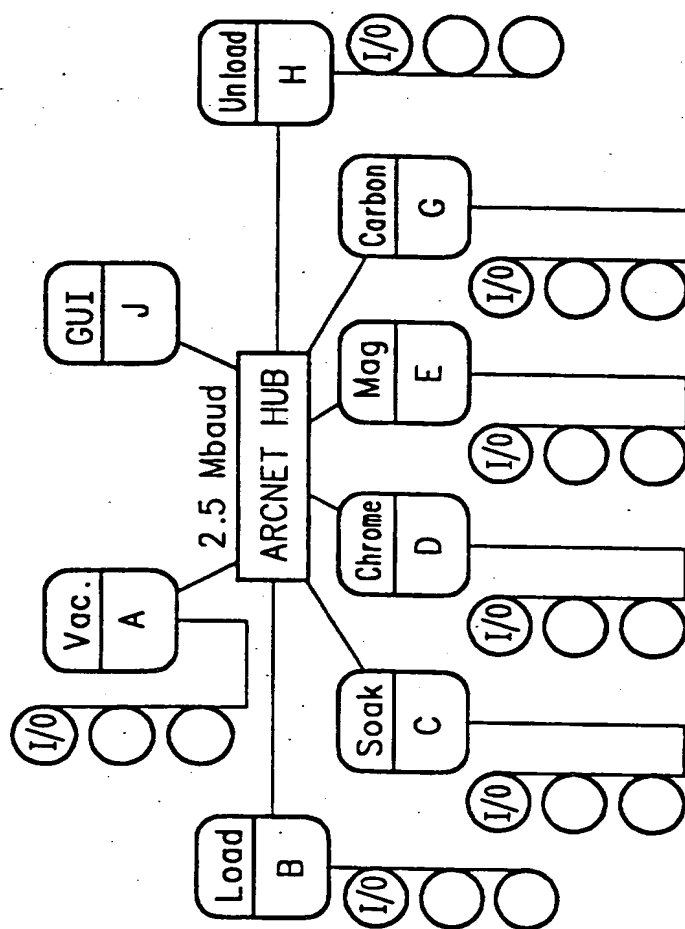 Unload
H
I/O
GUI
J
Carbon
G
I/O
2.5 Mbaud
ARCNET HUB
Mag
E
I/O
Vac.
A
I/O
Chrome
D
I/O
Soak
C
I/O
Load
B
I/O